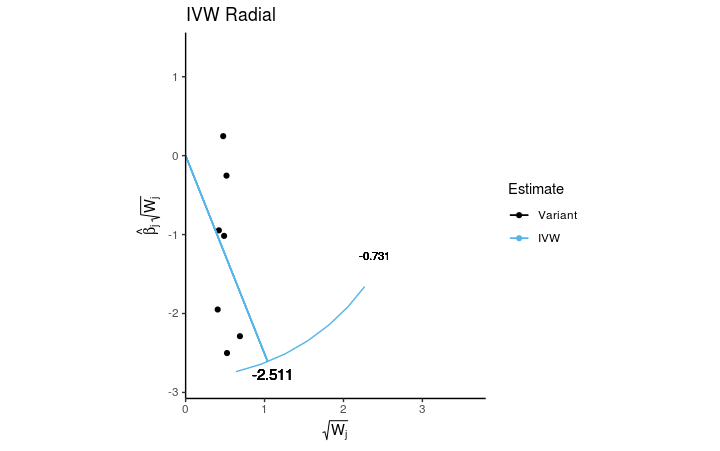 IVW Radial
1
0
-1
-2
-3
β̂ⱼ√Wⱼ
-0.731
-2.511
0 1 2 3
√Wⱼ
Estimate
Variant
IVW